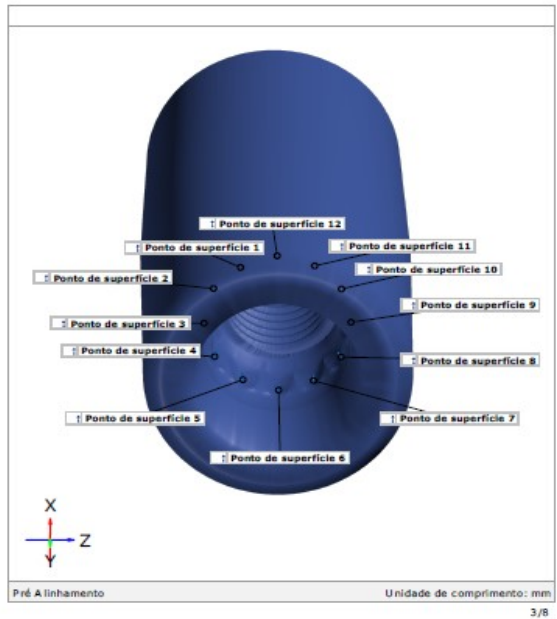 Ponto de superfície 12
Ponto de superfície 1
Ponto de superfície 11
Ponto de superfície 2
Ponto de superfície 10
Ponto de superfície 3
Ponto de superfície 9
Ponto de superfície 4
Ponto de superfície 8
Ponto de superfície 5
Ponto de superfície 7
Ponto de superfície 6
X
Z
Y
Pré Alinhamento
Unidade de comprimento: mm
3/8